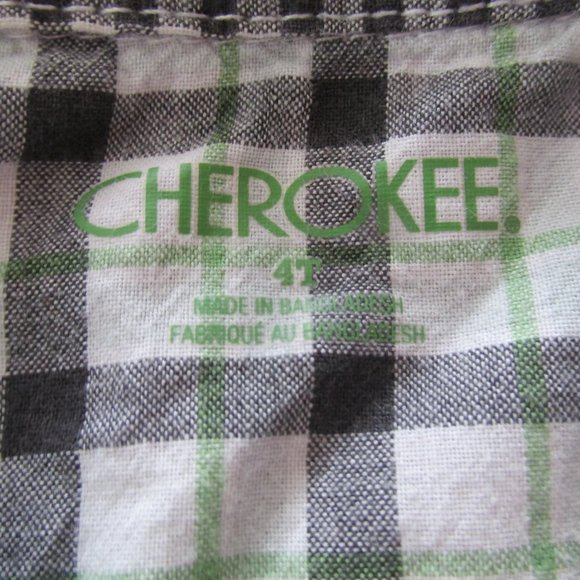 CHEROKEE.
4T
MADE IN BANGLADESH
FABRIQUÉ AU BANGLADESH